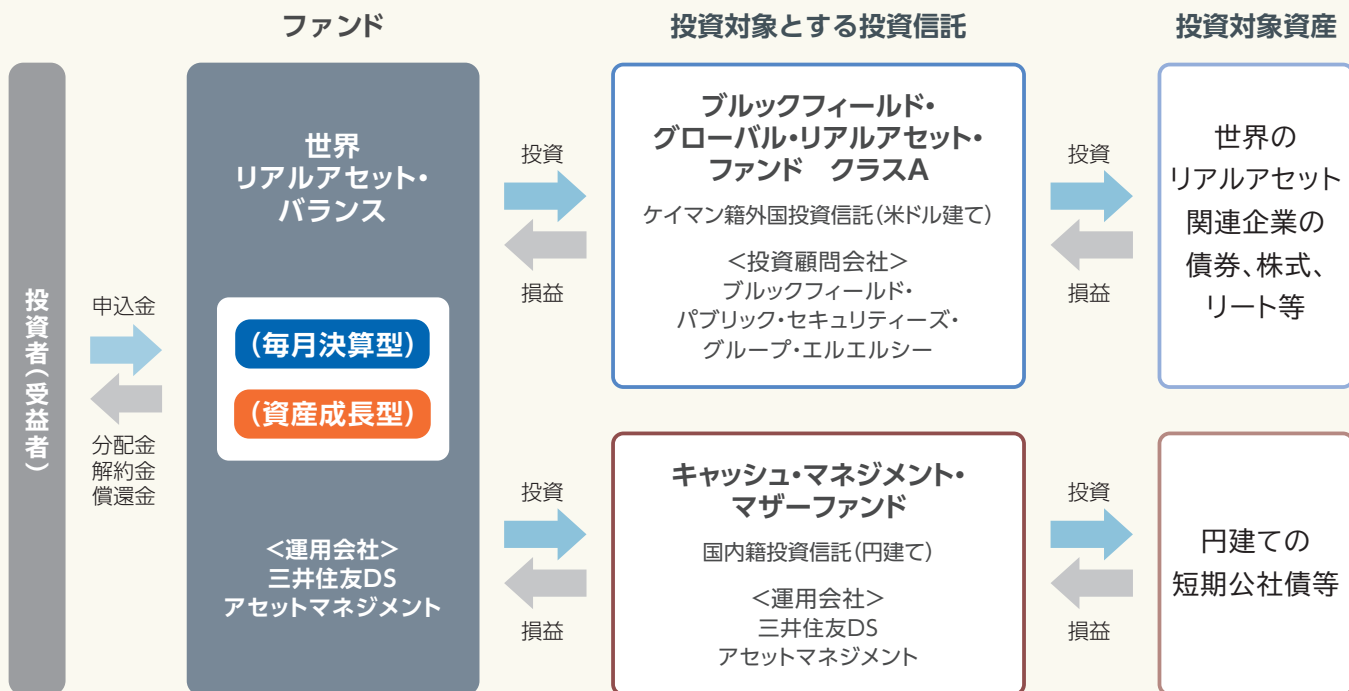 ファンド
投資対象とする投資信託
投資対象資産
投資者(受益者)
申込金
分配金
解約金
償還金
世界
リアルアセット・
バランス
(毎月決算型)
(資産成長型)
<運用会社>
三井住友DS
アセットマネジメント
投資
損益
ブルックフィールド・
グローバル・リアルアセット・
ファンド　クラスA
ケイマン籍外国投資信託(米ドル建て)
<投資顧問会社>
ブルックフィールド・
パブリック・セキュリティーズ・
グループ・エルエルシー
投資
損益
世界の
リアルアセット
関連企業の
債券、株式、
リート等
投資
損益
キャッシュ・マネジメント・
マザーファンド
国内籍投資信託(円建て)
<運用会社>
三井住友DS
アセットマネジメント
投資
損益
円建ての
短期公社債等